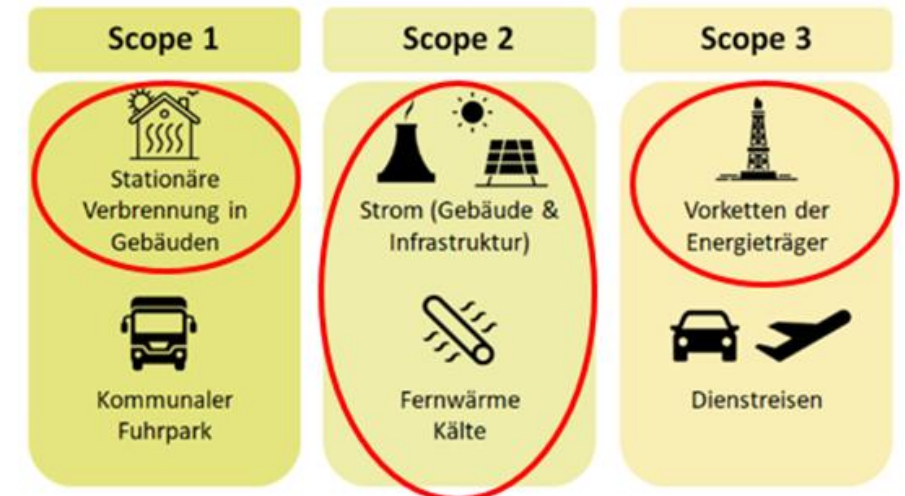 Scope 1
Stationäre
Verbrennung in
Gebäuden
Kommunaler
Fuhrpark
Scope 2
Strom (Gebäude &
Infrastruktur)
Fernwärme
Kälte
Scope 3
Vorketten der
Energieträger
Dienstreisen